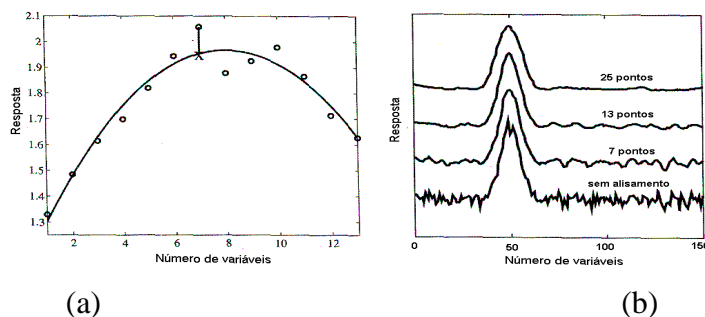 2.1
2
1.9
1.8
1.7
1.6
1.5
1.4
1.3
Resposta
X
2
4
6
8
10
12
Número de variáveis
(a)
Resposta
25 pontos
13 pontos
7 pontos
sem alisamento
0
50
100
150
Número de variáveis
(b)